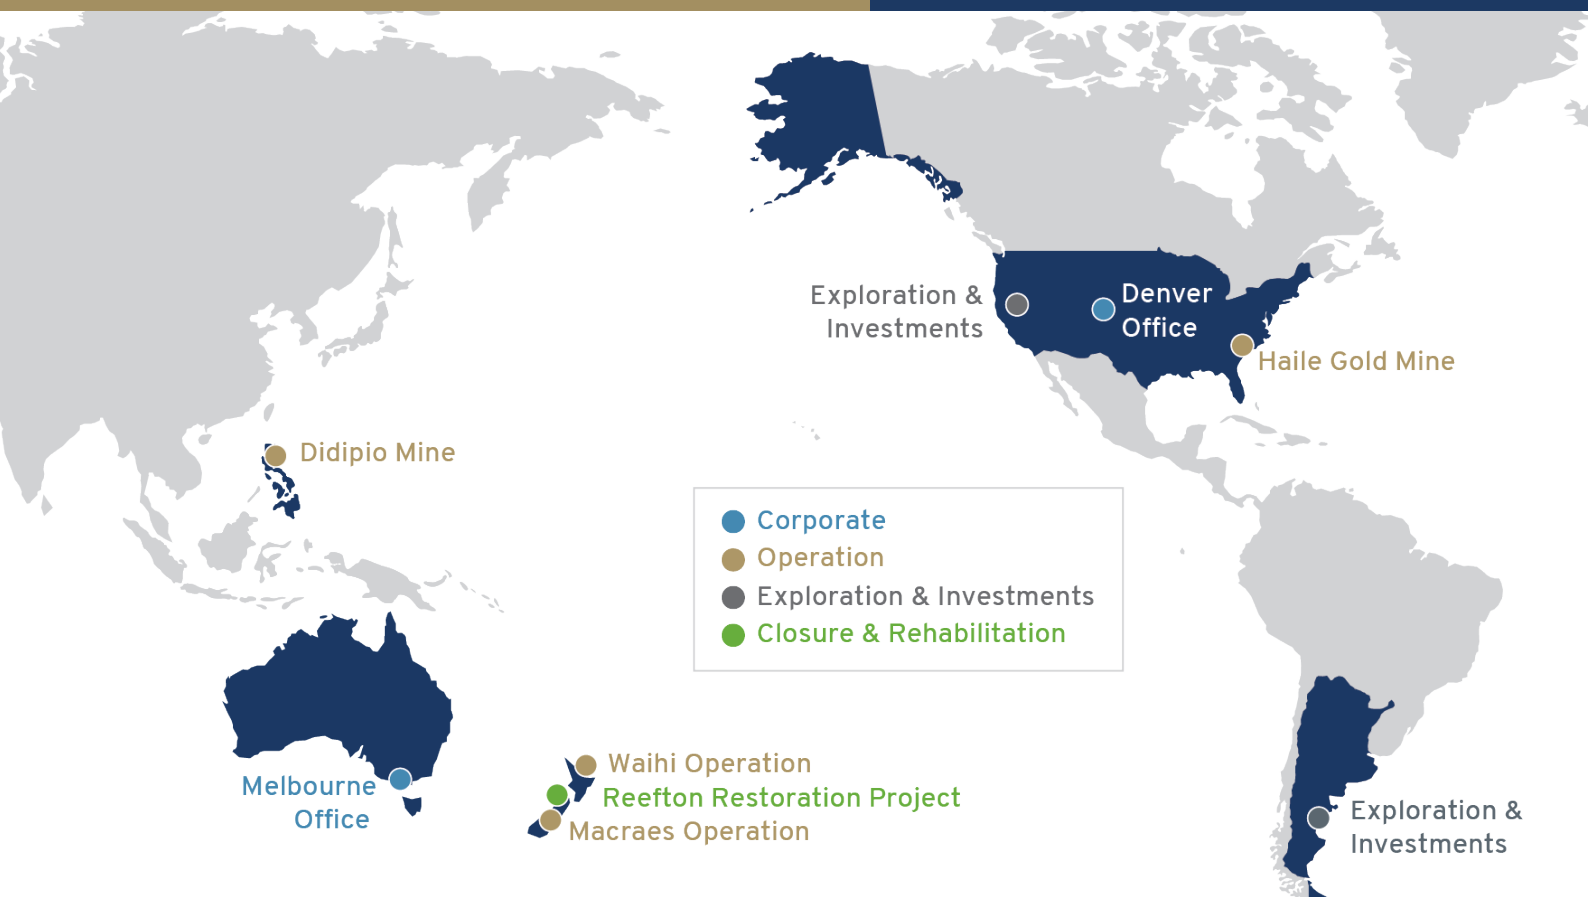 Exploration &
Investments
Denver
Office
Haile Gold Mine
Didipio Mine
Corporate
Operation
Exploration & Investments
Closure & Rehabilitation
Melbourne
Office
Waihi Operation
Reefton Restoration Project
Macraes Operation
Exploration &
Investments